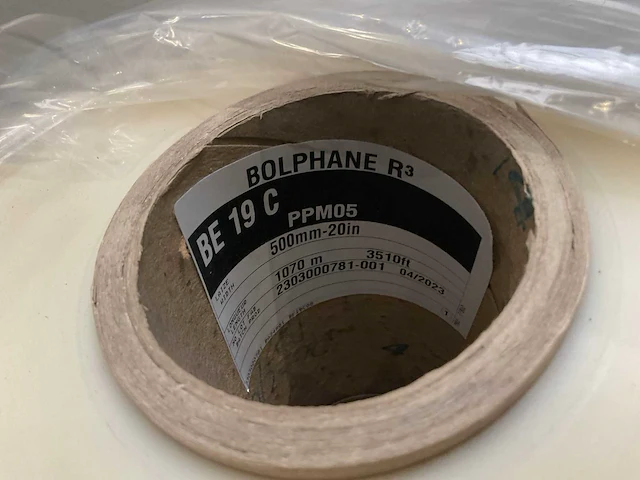 BOLPHANE R³
BE 19 C PPM05
500mm-20in
1070 m 3510ft
2303000781-001 04/2023